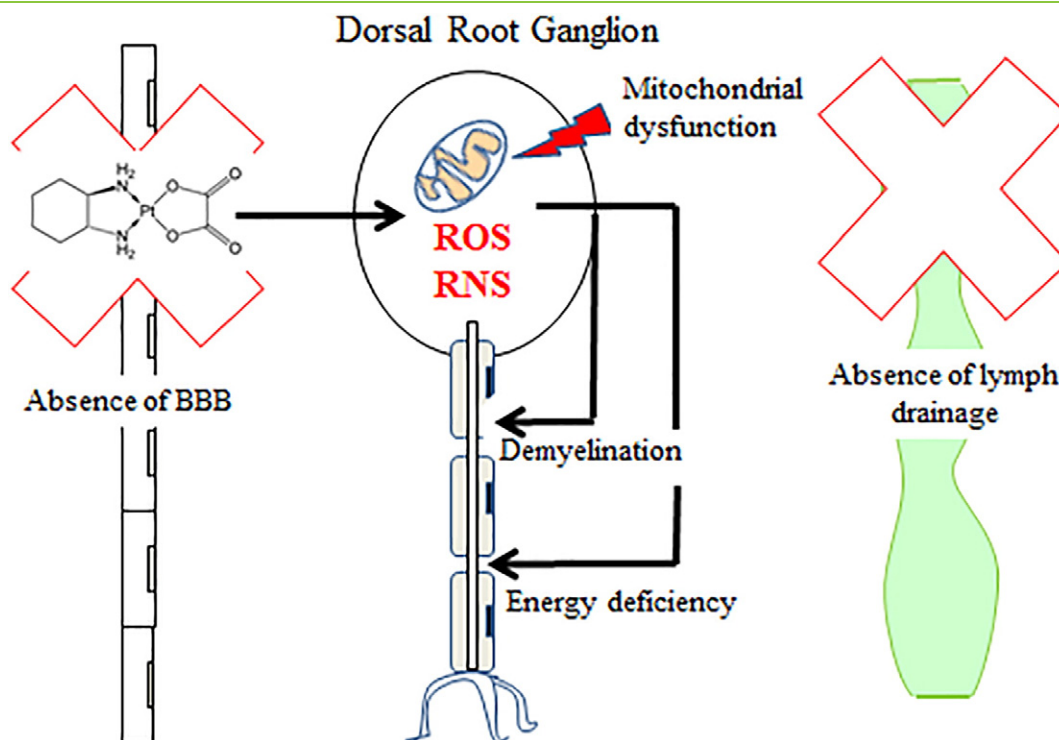 Dorsal Root Ganglion
Mitochondrial
dysfunction
H₂
N
Pt
N
H₂
O
O
O
O
ROS
RNS
Absence of BBB
Absence of lymph
drainage
Demyelination
Energy deficiency